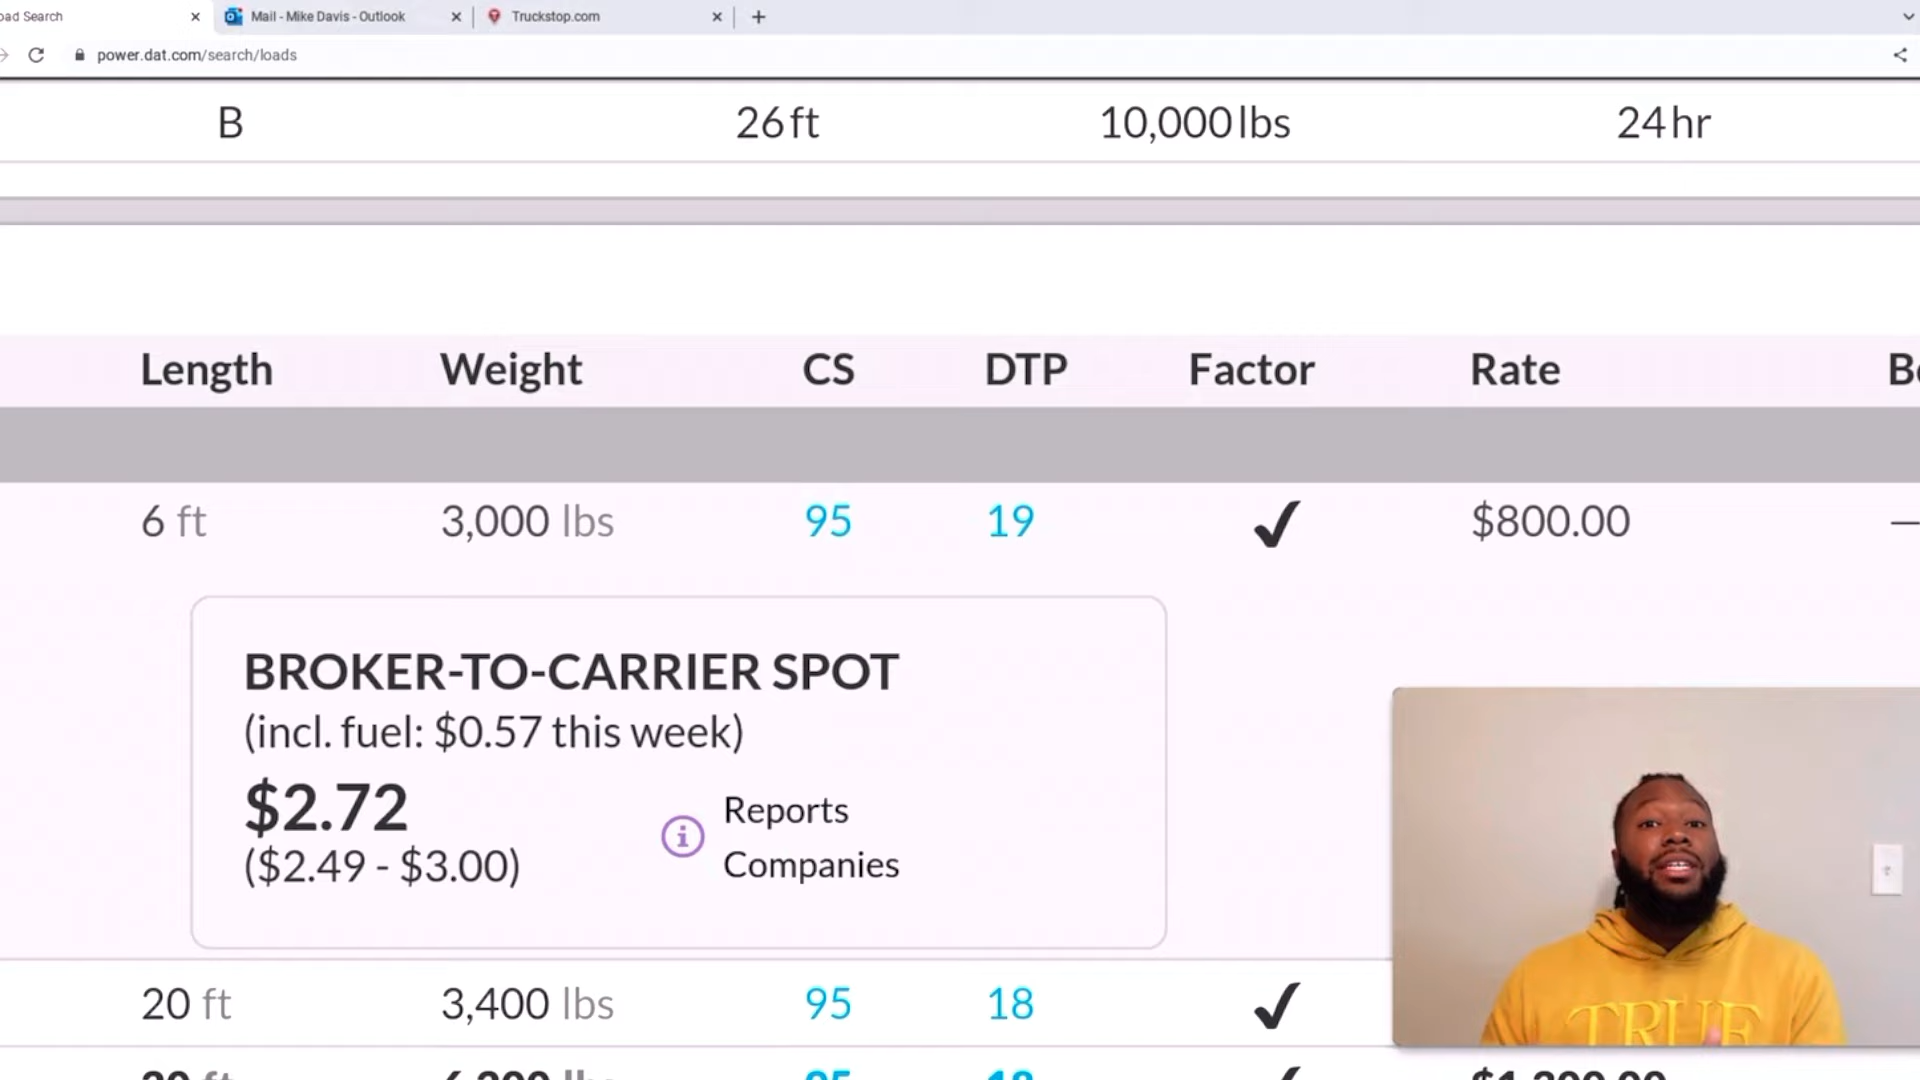 oad Search
Mail - Mike Davis - Outlook
Truckstop.com
power.dat.com/search/loads
B 26 ft 10,000 lbs 24 hr
Length Weight CS DTP Factor Rate
6 ft 3,000 lbs 95 19 ✓ $800.00 –
BROKER-TO-CARRIER SPOT
(incl. fuel: $0.57 this week)
$2.72
($2.49 - $3.00)
Reports
Companies
20 ft 3,400 lbs 95 18 ✓
TRUE